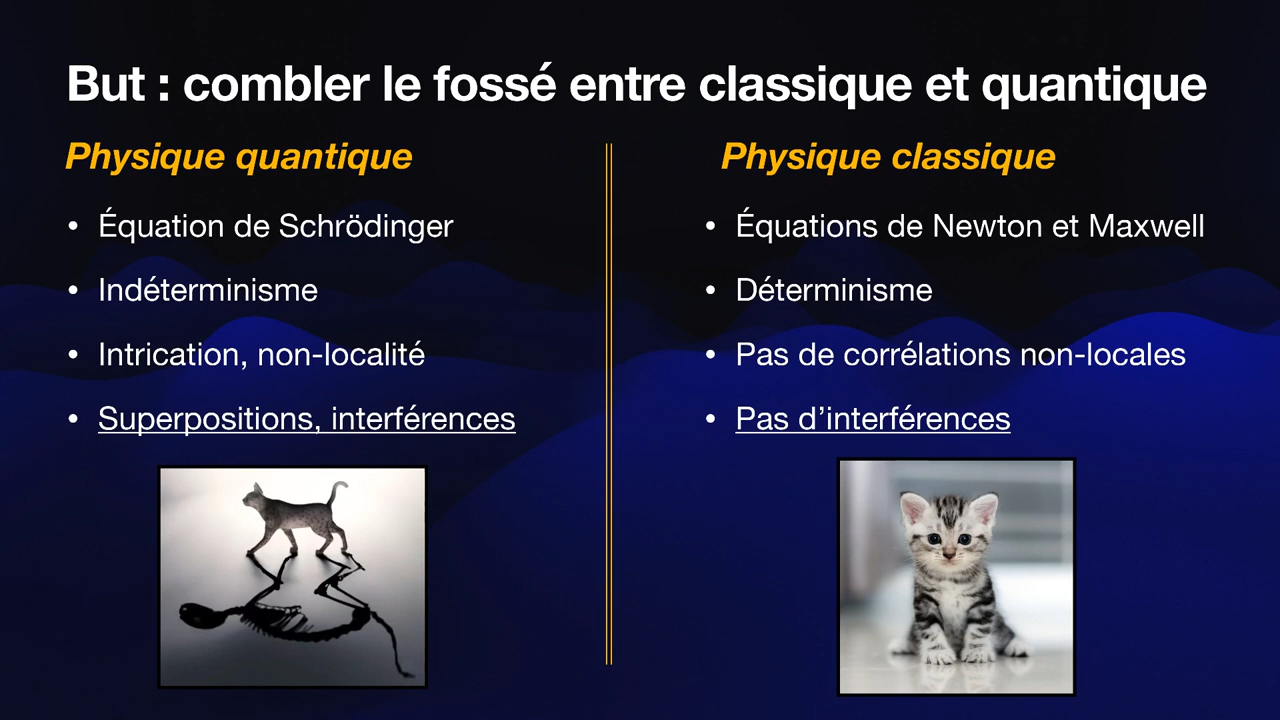 But : combler le fossé entre classique et quantique
Physique quantique
• Équation de Schrödinger
• Indéterminisme
• Intrication, non-localité
• Superpositions, interférences
Physique classique
• Équations de Newton et Maxwell
• Déterminisme
• Pas de corrélations non-locales
• Pas d’interférences